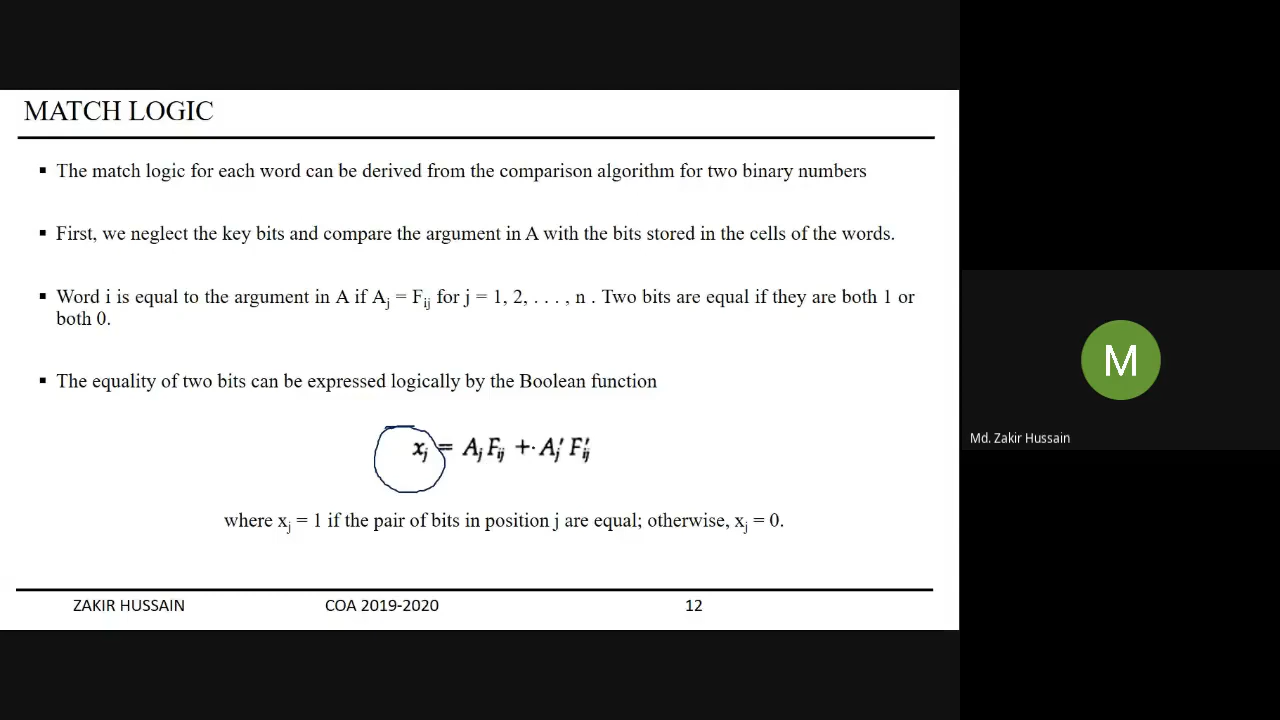 MATCH LOGIC
▪ The match logic for each word can be derived from the comparison algorithm for two binary numbers
▪ First, we neglect the key bits and compare the argument in A with the bits stored in the cells of the words.
▪ Word i is equal to the argument in A if Aj = Fij for j = 1, 2, . . . , n . Two bits are equal if they are both 1 or
both 0.
▪ The equality of two bits can be expressed logically by the Boolean function
xj = Aj Fij +· Aj′ Fij′
where xj = 1 if the pair of bits in position j are equal; otherwise, xj = 0.
ZAKIR HUSSAIN COA 2019-2020 12
M
Md. Zakir Hussain